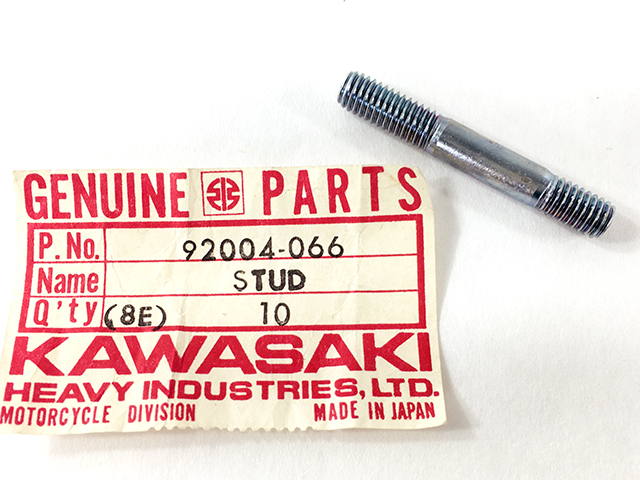 GENUINE PARTS
P. No. 92004-066
Name STUD
Q'ty (8E) 10
KAWASAKI
HEAVY INDUSTRIES, LTD.
MOTORCYCLE DIVISION MADE IN JAPAN